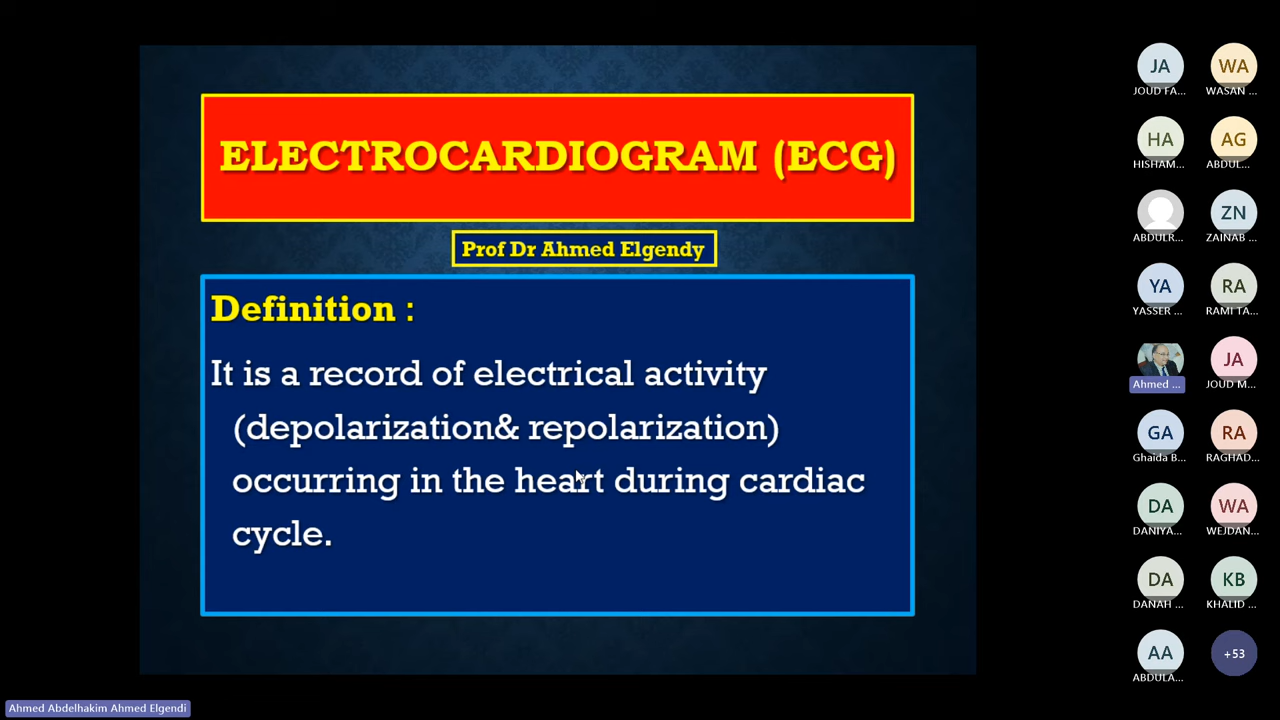 ELECTROCARDIOGRAM (ECG)
Prof Dr Ahmed Elgendy
Definition :
It is a record of electrical activity
(depolarization& repolarization)
occurring in the heart during cardiac
cycle.
JA
JOUD FA...
WA
WASAN ...
HA
HISHAM...
AG
ABDUL...
ABDULR...
ZN
ZAINAB ...
YA
YASSER ...
RA
RAMI TA...
Ahmed ...
JA
JOUD M...
GA
Ghaida B...
RA
RAGHAD...
DA
DANIYA...
WA
WEJDAN...
DA
DANAH ...
KB
KHALID ...
AA
ABDULA...
+53
Ahmed Abdelhakim Ahmed Elgendi